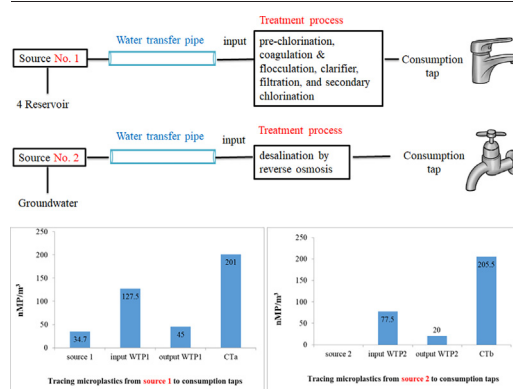 Water transfer pipe
input
Treatment process
Source No. 1
pre-chlorination,
coagulation &
flocculation, clarifier,
filtration, and secondary
chlorination
Consumption
tap
4 Reservoir
Water transfer pipe
input
Treatment process
Source No. 2
desalination by
reverse osmosis
Consumption
tap
Groundwater
nMP/m³
250
200
150
100
50
0
34.7
127.5
45
201
source 1
input WTP1
output WTP1
CTa
Tracing microplastics from source 1 to consumption taps
nMP/m³
250
200
150
100
50
0
77.5
20
205.5
source 2
input WTP2
output WTP2
CTb
Tracing microplastics from source 2 to consumption taps